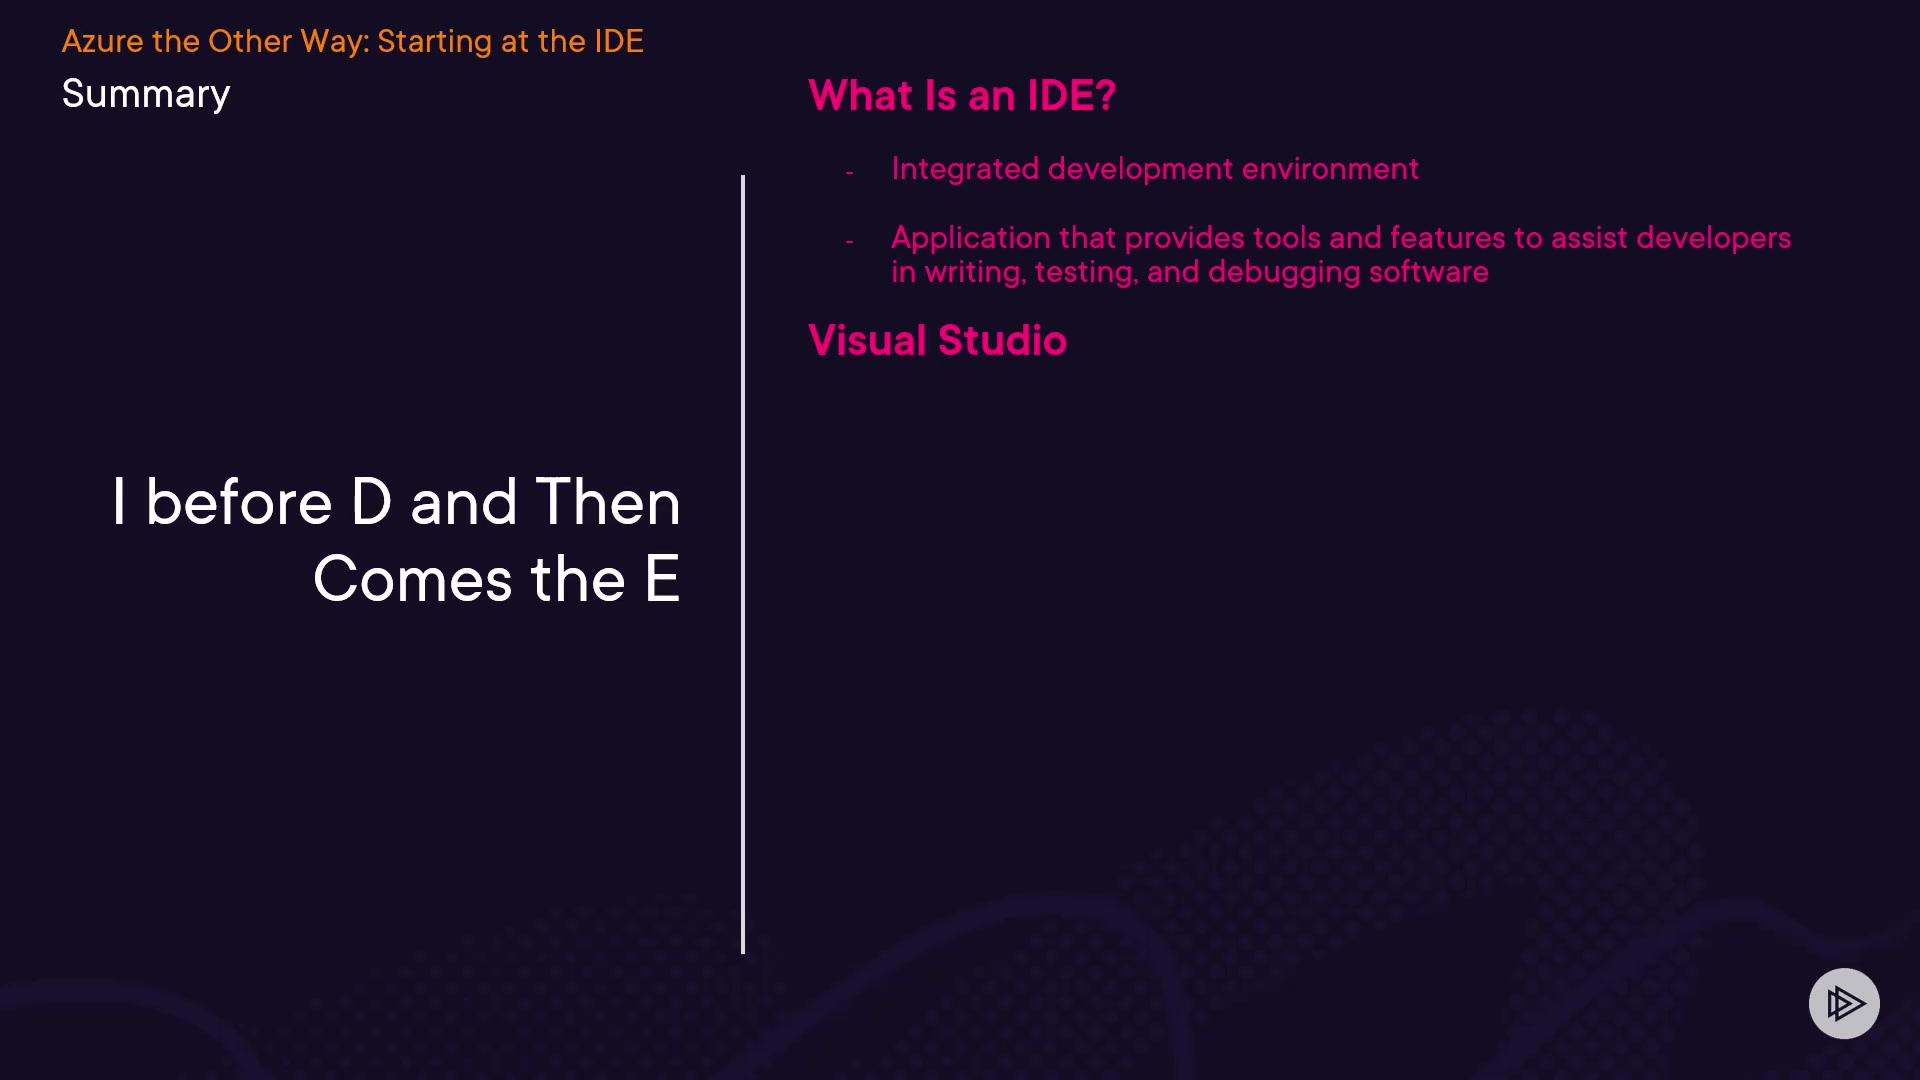 Azure the Other Way: Starting at the IDE
Summary
I before D and Then
Comes the E
What Is an IDE?
- Integrated development environment
- Application that provides tools and features to assist developers
in writing, testing, and debugging software
Visual Studio